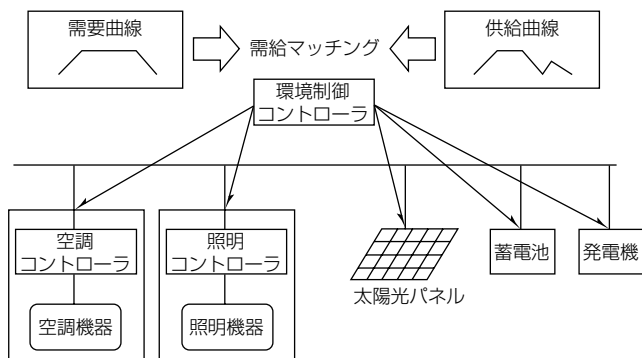 需要曲線
需給マッチング
供給曲線
環境制御
コントローラ
空調
コントローラ
照明
コントローラ
蓄電池
発電機
太陽光パネル
空調機器
照明機器